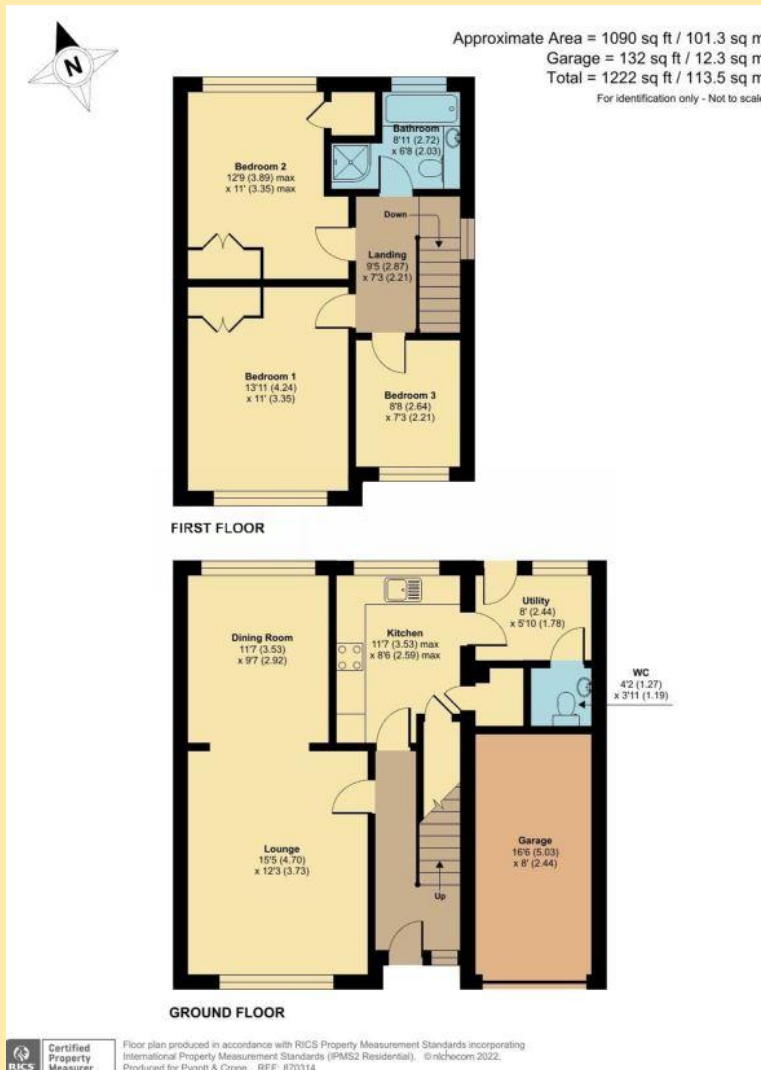 Approximate Area = 1090 sq ft / 101.3 sq m
Garage = 132 sq ft / 12.3 sq m
Total = 1222 sq ft / 113.5 sq m
For identification only - Not to scale
N
Bedroom 2
12'9 (3.89) max
x 11' (3.35) max
Bathroom
8'11 (2.72)
x 6'8 (2.03)
Down
Landing
9'5 (2.87)
x 7'3 (2.21)
Bedroom 1
13'11 (4.24)
x 11' (3.35)
Bedroom 3
8'8 (2.64)
x 7'3 (2.21)
FIRST FLOOR
Dining Room
11'7 (3.53)
x 9'7 (2.92)
Kitchen
11'7 (3.53) max
x 8'6 (2.59) max
Utility
8' (2.44)
x 5'10 (1.78)
WC
4'2 (1.27)
x 3'11 (1.19)
Lounge
15'5 (4.70)
x 12'3 (3.73)
Up
Garage
16'6 (5.03)
x 8' (2.44)
GROUND FLOOR
RICS
Certified
Property
Measurer
Floor plan produced in accordance with RICS Property Measurement Standards incorporating
International Property Measurement Standards (IPMS2 Residential). © nlchecom 2022.
Produced for Pygott & Crone. REF: 870314